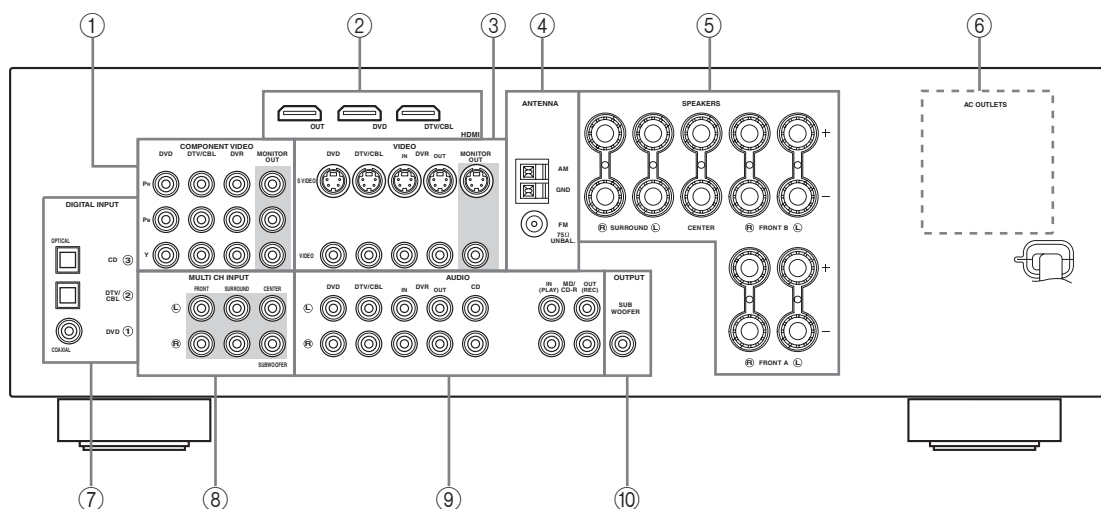 ① ② ③ ④ ⑤ ⑥
OUT DVD DTV/CBL HDMI
COMPONENT VIDEO
DVD DTV/CBL DVR MONITOR OUT
PR
PB
Y
VIDEO
DVD DTV/CBL IN DVR OUT MONITOR OUT
S VIDEO
VIDEO
ANTENNA
AM
GND
FM
75Ω
UNBAL.
SPEAKERS
+
–
Ⓡ SURROUND Ⓛ CENTER Ⓡ FRONT B Ⓛ
+
–
Ⓡ FRONT A Ⓛ
AC OUTLETS
DIGITAL INPUT
OPTICAL
CD ③
DTV/
CBL ②
DVD ①
COAXIAL
MULTI CH INPUT
FRONT SURROUND CENTER
Ⓛ
Ⓡ
SUBWOOFER
AUDIO
DVD DTV/CBL IN DVR OUT CD IN (PLAY) MD/CD-R OUT (REC)
Ⓛ
Ⓡ
OUTPUT
SUB
WOOFER
⑦ ⑧ ⑨ ⑩